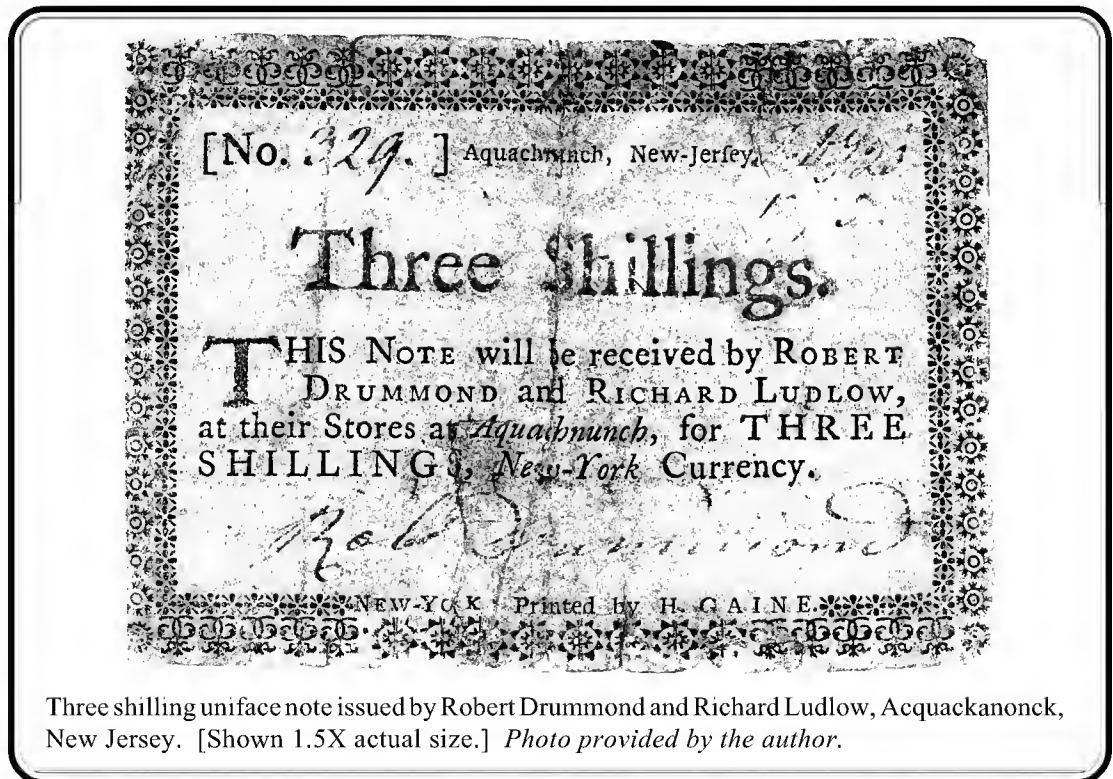 [No. 329. ] Aquachnunch, New-Jersey,
Three Shillings.
THIS NOTE will be received by ROBERT
DRUMMOND and RICHARD LUDLOW,
at their Stores at Aquachnunch, for THREE
SHILLINGS, New-York Currency.
Rob Drummond
NEW-YORK Printed by H. GAINE.
Three shilling uniface note issued by Robert Drummond and Richard Ludlow, Acquackanonck,
New Jersey. [Shown 1.5X actual size.] Photo provided by the author.